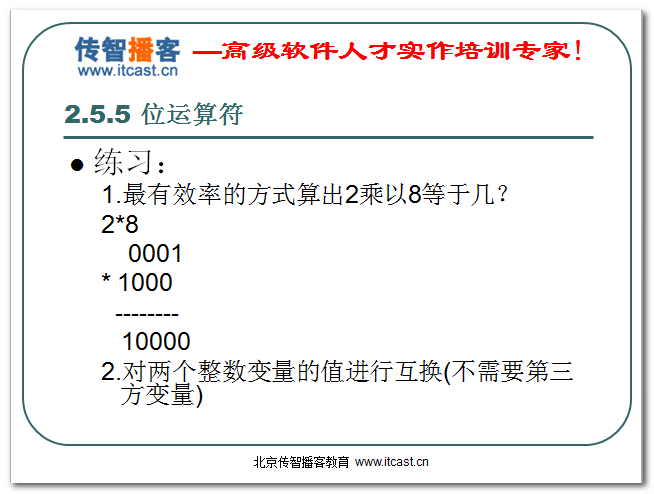 传智播客 —高级软件人才实作培训专家!
www.itcast.cn
2.5.5 位运算符
● 练习：
1.最有效率的方式算出2乘以8等于几？
2*8
0001
* 1000
--------
10000
2.对两个整数变量的值进行互换(不需要第三
方变量)
北京传智播客教育 www.itcast.cn